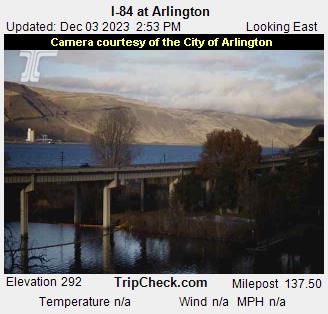 I-84 at Arlington
Updated: Dec 03 2023 2:53 PM Looking East
Camera courtesy of the City of Arlington
Elevation 292 TripCheck.com Milepost 137.50
Temperature n/a Wind n/a MPH n/a